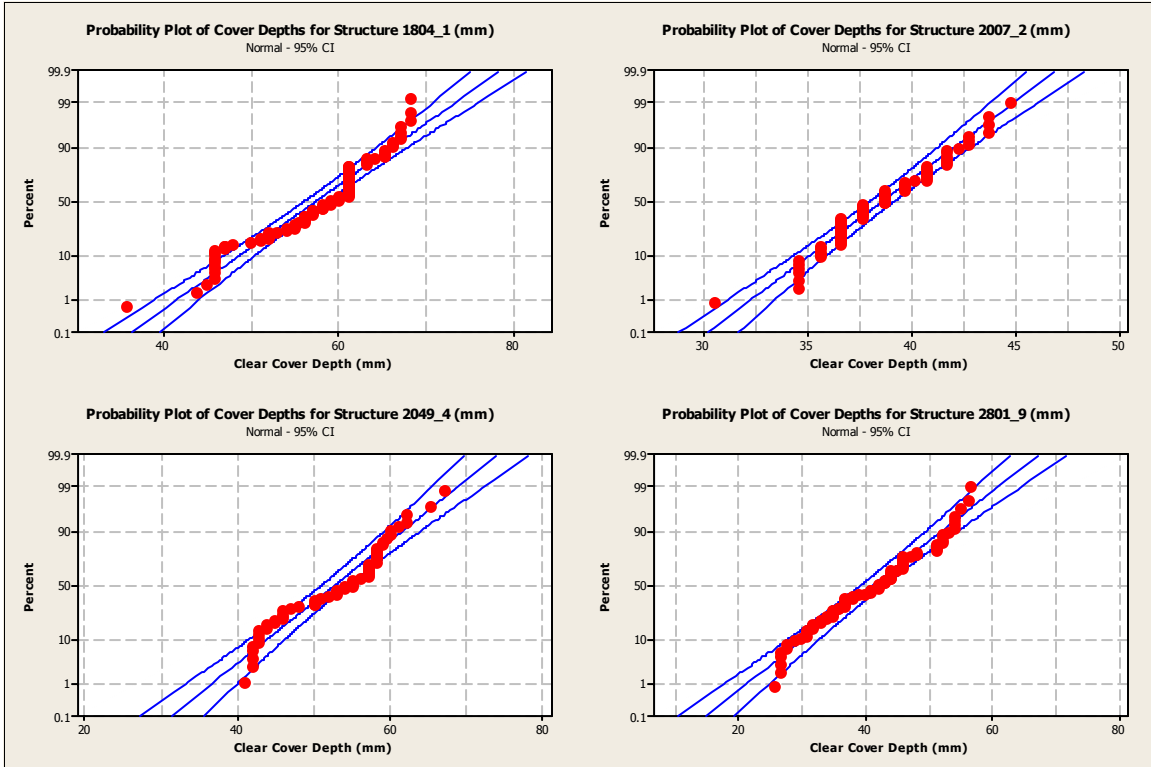 Probability Plot of Cover Depths for Structure 1804_1 (mm)
Normal - 95% CI
99.9
99
90
50
10
1
0.1
Percent
40 60 80
Clear Cover Depth (mm)
Probability Plot of Cover Depths for Structure 2007_2 (mm)
Normal - 95% CI
99.9
99
90
50
10
1
0.1
Percent
30 35 40 45 50
Clear Cover Depth (mm)
Probability Plot of Cover Depths for Structure 2049_4 (mm)
Normal - 95% CI
99.9
99
90
50
10
1
0.1
Percent
20 40 60 80
Clear Cover Depth (mm)
Probability Plot of Cover Depths for Structure 2801_9 (mm)
Normal - 95% CI
99.9
99
90
50
10
1
0.1
Percent
20 40 60 80
Clear Cover Depth (mm)